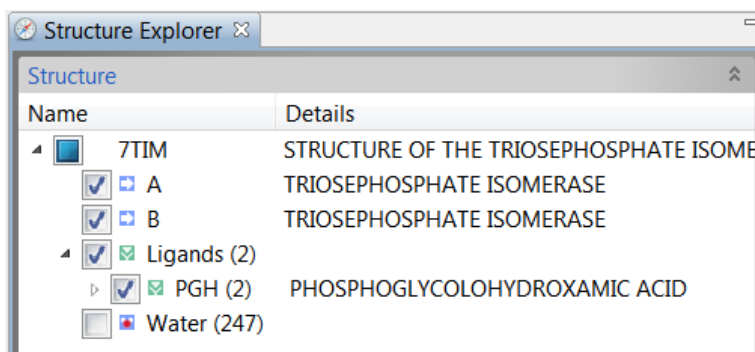 Structure Explorer
Structure
Name Details
7TIM STRUCTURE OF THE TRIOSEPHOSPHATE ISOME
A TRIOSEPHOSPHATE ISOMERASE
B TRIOSEPHOSPHATE ISOMERASE
Ligands (2)
PGH (2) PHOSPHOGLYCOLOHYDROXAMIC ACID
Water (247)